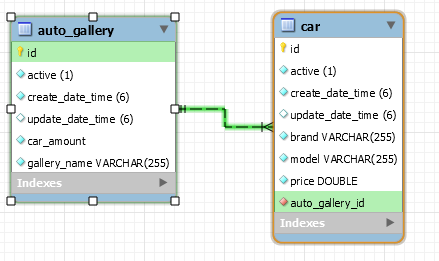 auto_gallery
id
active (1)
create_date_time (6)
update_date_time (6)
car_amount
gallery_name VARCHAR(255)
Indexes
car
id
active (1)
create_date_time (6)
update_date_time (6)
brand VARCHAR(255)
model VARCHAR(255)
price DOUBLE
auto_gallery_id
Indexes